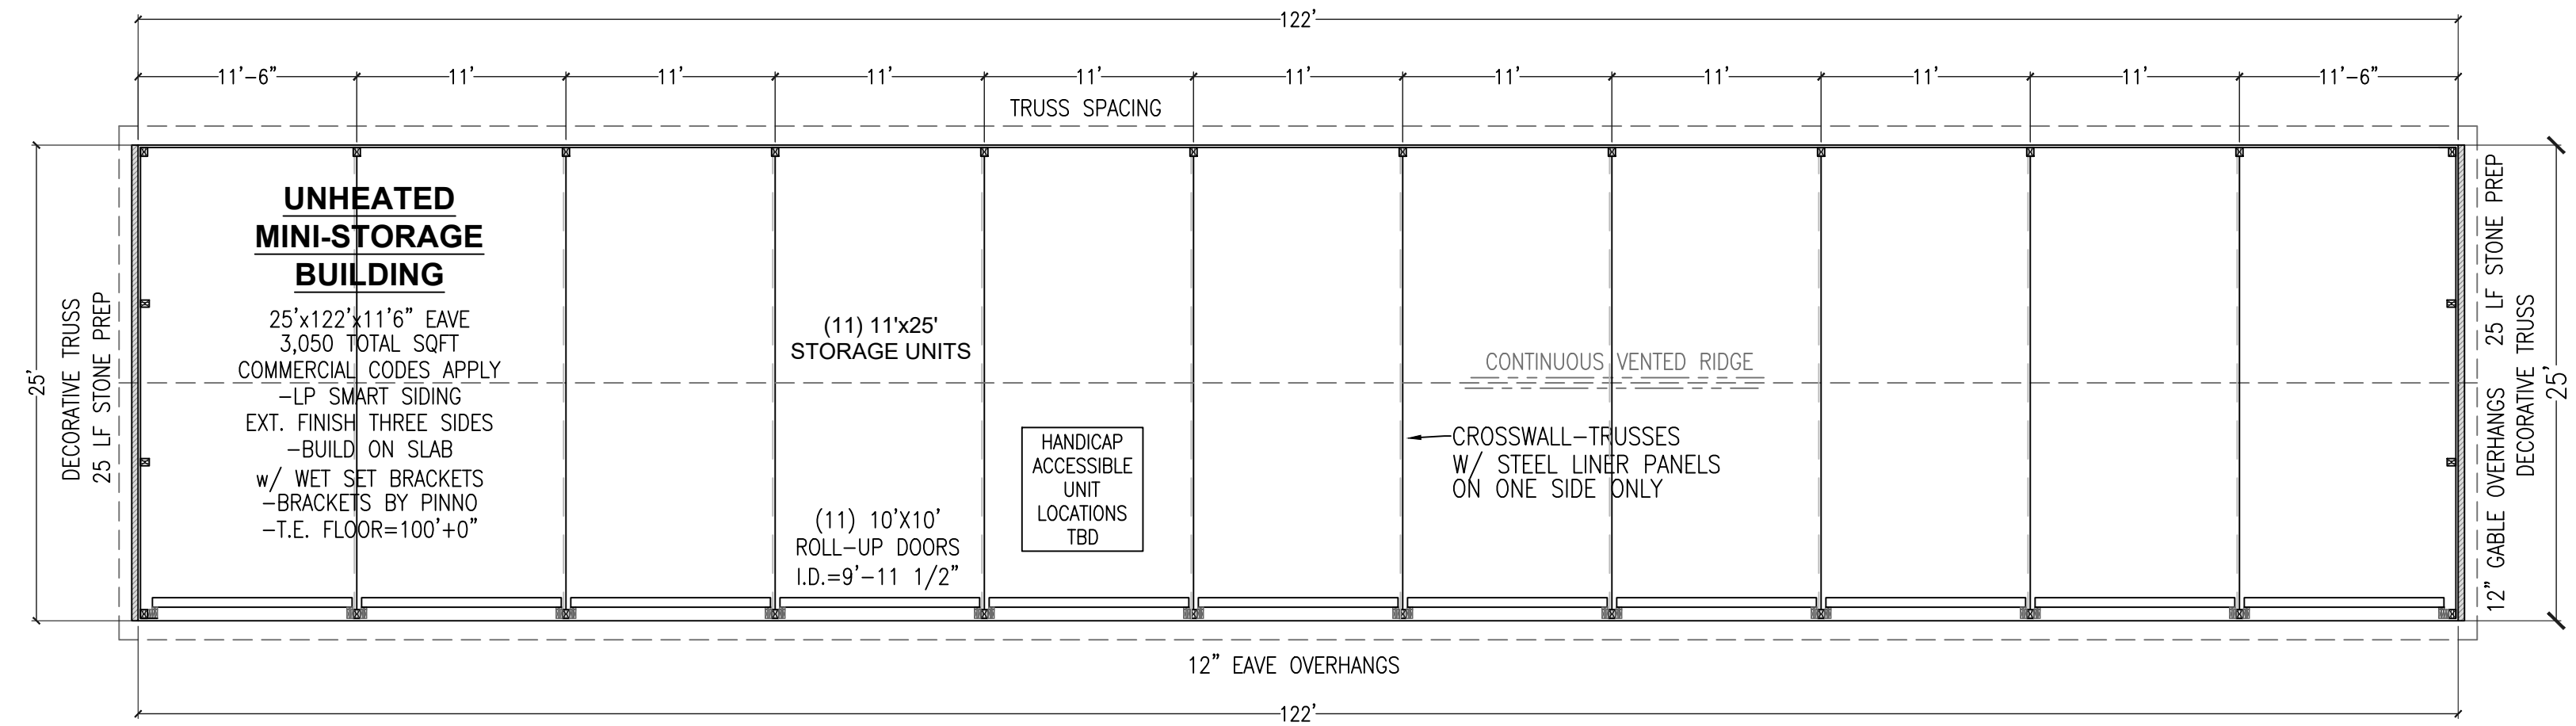 122'
11'-6" 11' 11' 11' 11' 11' 11' 11' 11' 11' 11'-6"
TRUSS SPACING
25'
DECORATIVE TRUSS
25 LF STONE PREP
UNHEATED
MINI-STORAGE
BUILDING
25'x122'x11'6" EAVE
3,050 TOTAL SQFT
COMMERCIAL CODES APPLY
-LP SMART SIDING
EXT. FINISH THREE SIDES
-BUILD ON SLAB
w/ WET SET BRACKETS
-BRACKETS BY PINNO
-T.E. FLOOR=100'+0"
(11) 11'x25'
STORAGE UNITS
(11) 10'X10'
ROLL-UP DOORS
I.D.=9'-11 1/2"
HANDICAP
ACCESSIBLE
UNIT
LOCATIONS
TBD
CONTINUOUS VENTED RIDGE
CROSSWALL-TRUSSES
W/ STEEL LINER PANELS
ON ONE SIDE ONLY
12" GABLE OVERHANGS 25 LF STONE PREP
DECORATIVE TRUSS
25'
12" EAVE OVERHANGS
122'